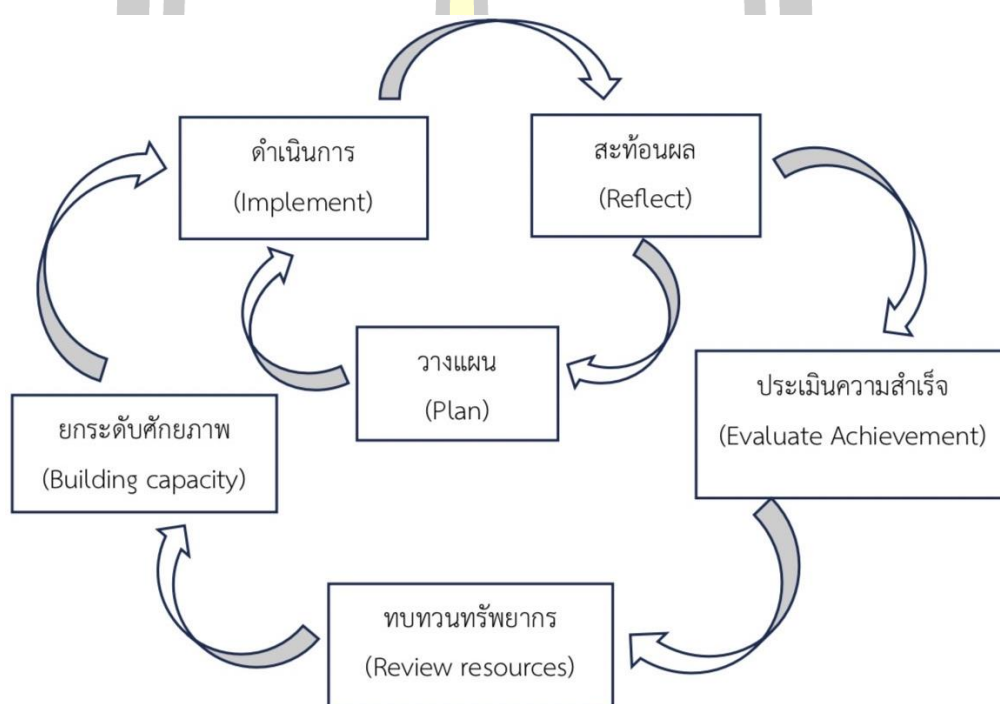 ดำเนินการ
(Implement)
สะท้อนผล
(Reflect)
วางแผน
(Plan)
ประเมินความสำเร็จ
(Evaluate Achievement)
ยกระดับศักยภาพ
(Building capacity)
ทบทวนทรัพยากร
(Review resources)